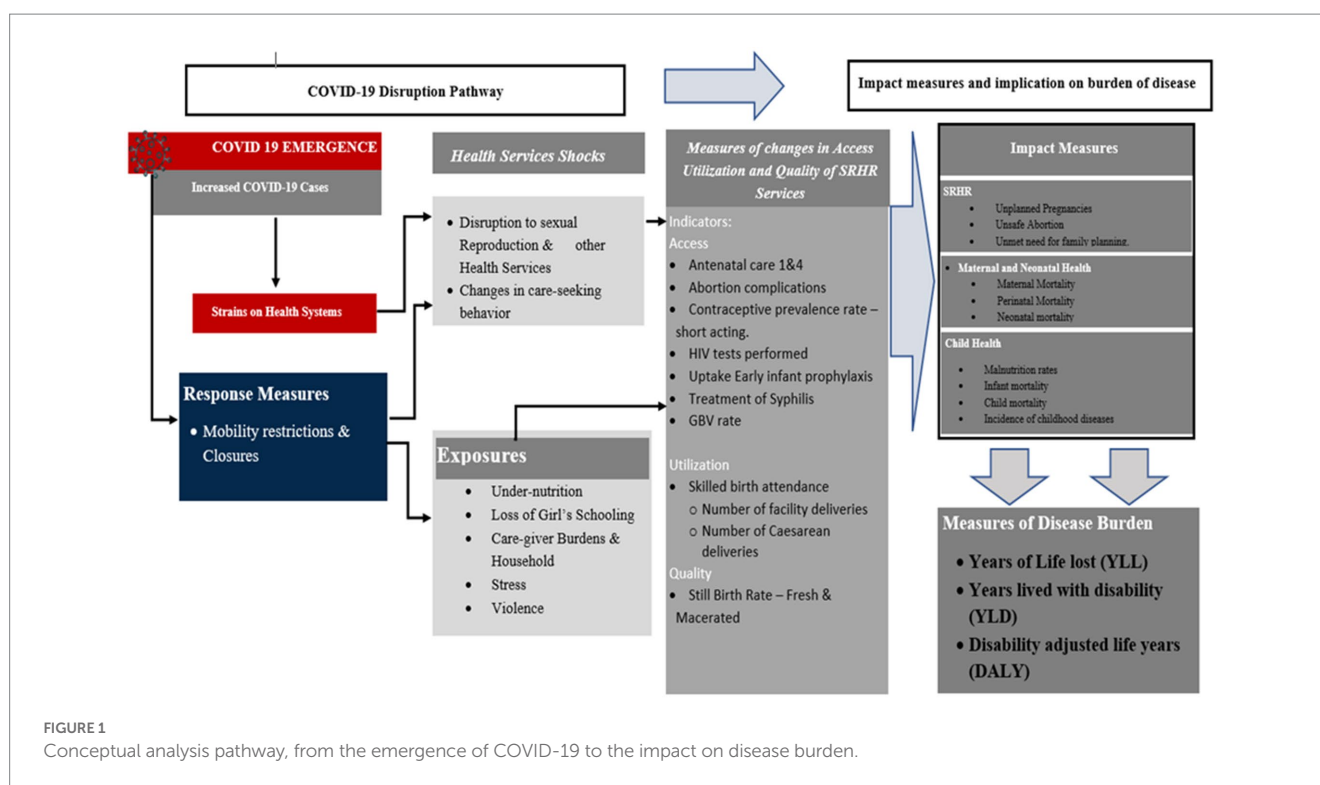 COVID-19 Disruption Pathway
Impact measures and implication on burden of disease
COVID 19 EMERGENCE
Increased COVID-19 Cases
Strains on Health Systems
Response Measures
• Mobility restrictions &
Closures
Health Services Shocks
• Disruption to sexual
Reproduction & other
Health Services
• Changes in care-seeking
behavior
Exposures
• Under-nutrition
• Loss of Girl's Schooling
• Care-giver Burdens &
Household
• Stress
• Violence
Measures of changes in Access
Utilization and Quality of SRHR
Services
Indicators:
Access
• Antenatal care 1&4
• Abortion complications
• Contraceptive prevalence rate –
short acting.
• HIV tests performed
• Uptake Early infant prophylaxis
• Treatment of Syphilis
• GBV rate
Utilization
• Skilled birth attendance
○ Number of facility deliveries
○ Number of Caesarean
deliveries
Quality
• Still Birth Rate – Fresh &
Macerated
Impact Measures
SRHR
• Unplanned Pregnancies
• Unsafe Abortion
• Unmet need for family planning.
• Maternal and Neonatal Health
• Maternal Mortality
• Perinatal Mortality
• Neonatal mortality
Child Health
• Malnutrition rates
• Infant mortality
• Child mortality
• Incidence of childhood diseases
Measures of Disease Burden
• Years of Life lost (YLL)
• Years lived with disability
(YLD)
• Disability adjusted life years
(DALY)
FIGURE 1
Conceptual analysis pathway, from the emergence of COVID-19 to the impact on disease burden.